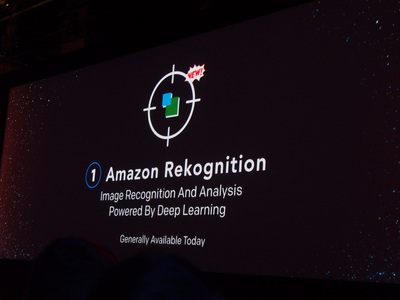 NEW!
1 Amazon Rekognition
Image Recognition And Analysis
Powered By Deep Learning
Generally Available Today